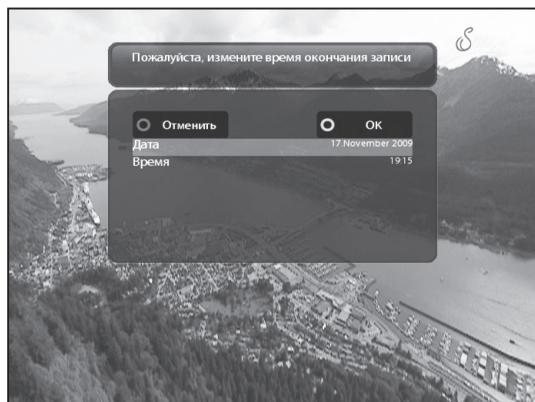 Пожалуйста, измените время окончания записи
Отменить
OK
Дата 17.November 2009
Время 19:15